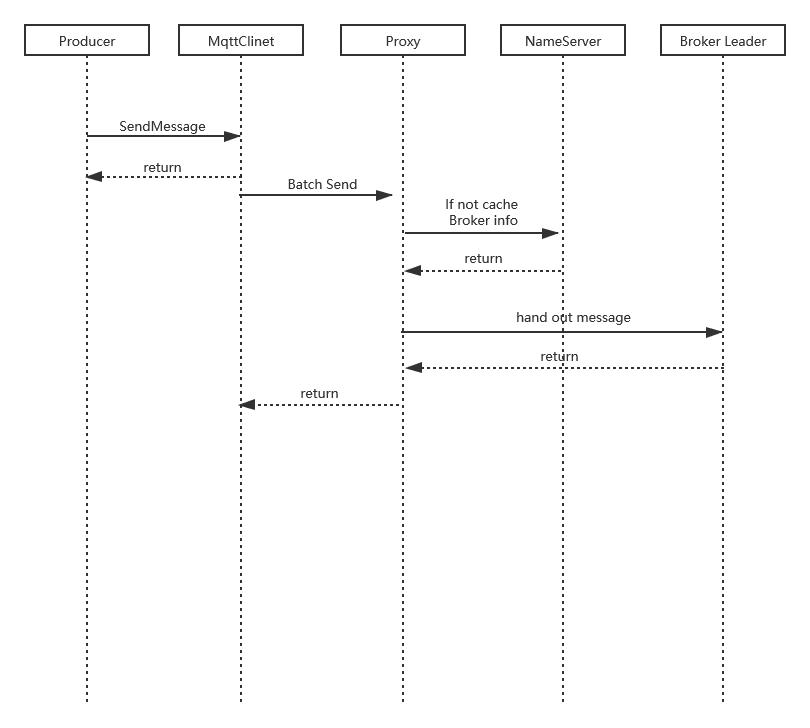 Producer
MqttClinet
Proxy
NameServer
Broker Leader
SendMessage
return
Batch Send
If not cache
Broker info
return
hand out message
return
return